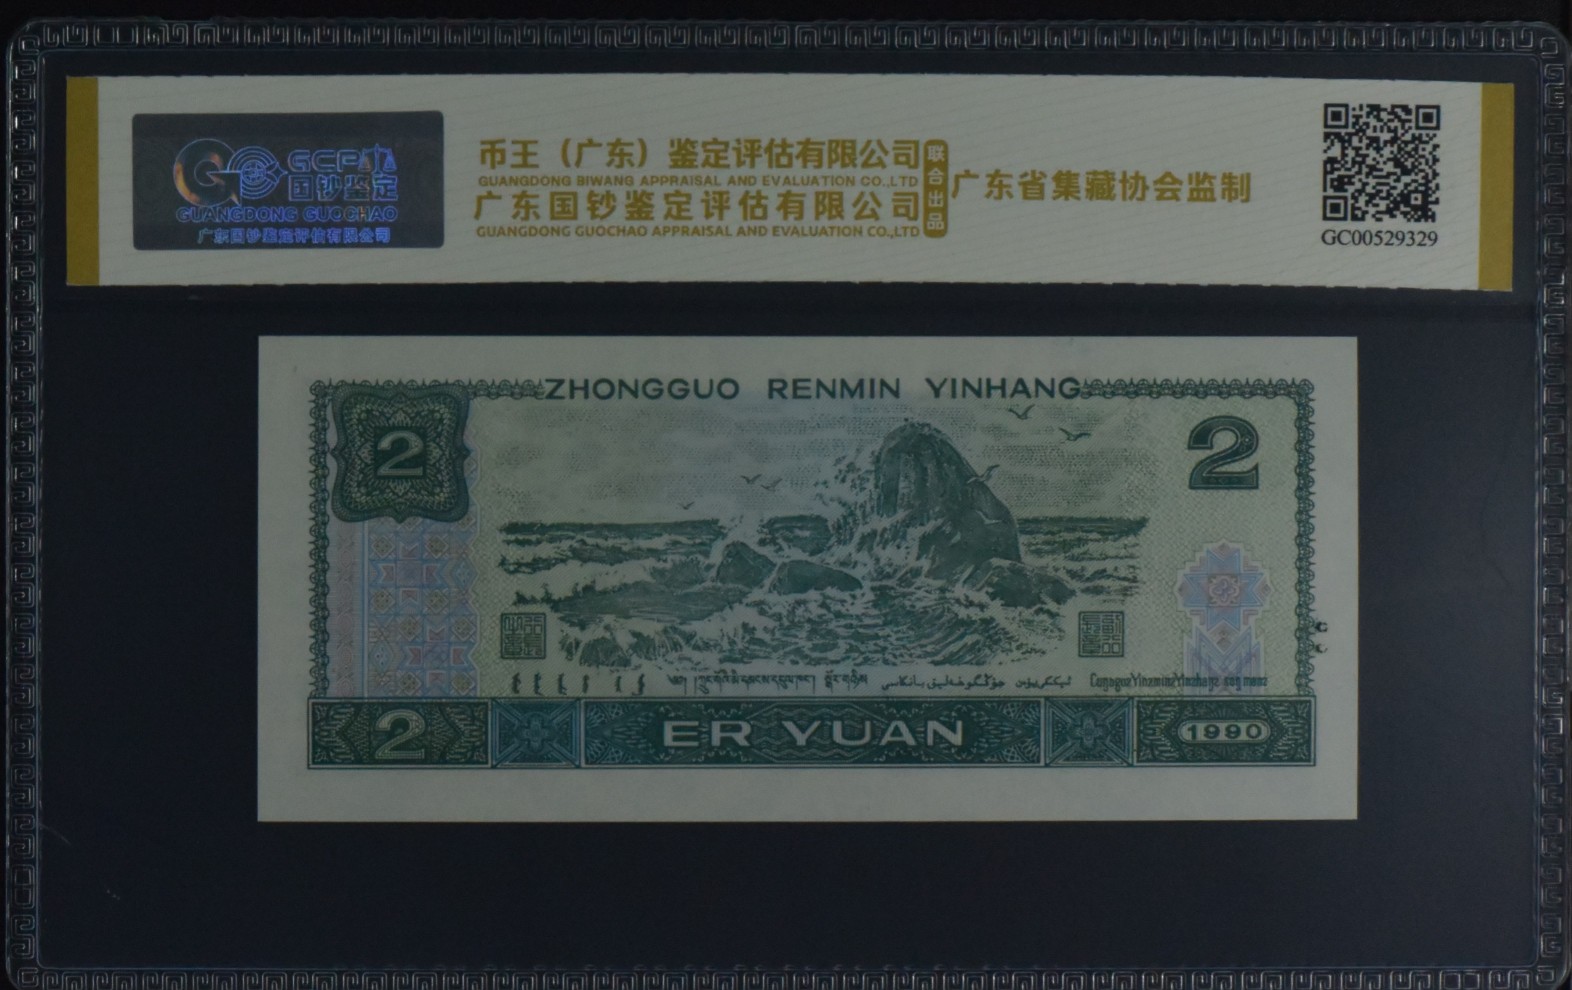 GCP
国钞鉴定
GUANGDONG GUOCHAO
广东国钞鉴定评估有限公司
币王（广东）鉴定评估有限公司
GUANGDONG BIWANG APPRAISAL AND EVALUATION CO.,LTD
广东国钞鉴定评估有限公司
GUANGDONG GUOCHAO APPRAISAL AND EVALUATION CO.,LTD
联合出品
广东省集藏协会监制
GC00529329
ZHONGGUO RENMIN YINHANG
2
2
2
ER YUAN
1990